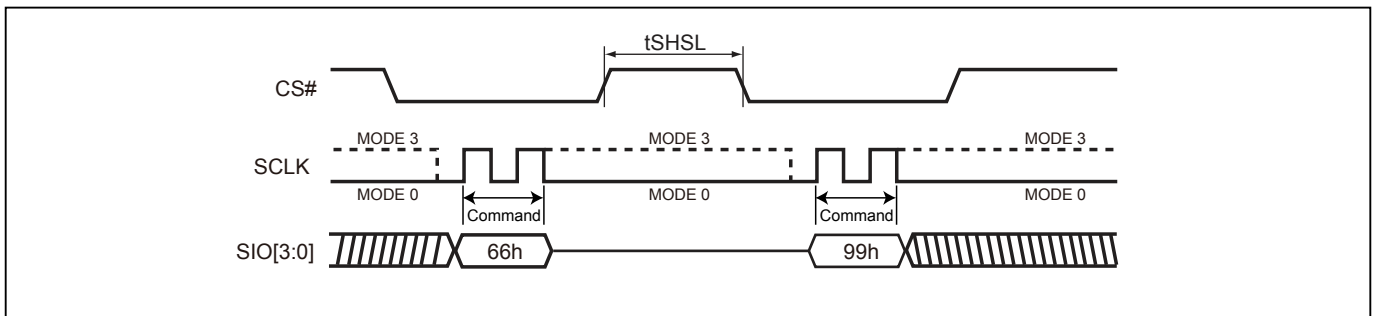 tSHSL
CS#
MODE 3 MODE 3 MODE 3
SCLK
MODE 0 MODE 0 MODE 0
Command Command
SIO[3:0] 66h 99h